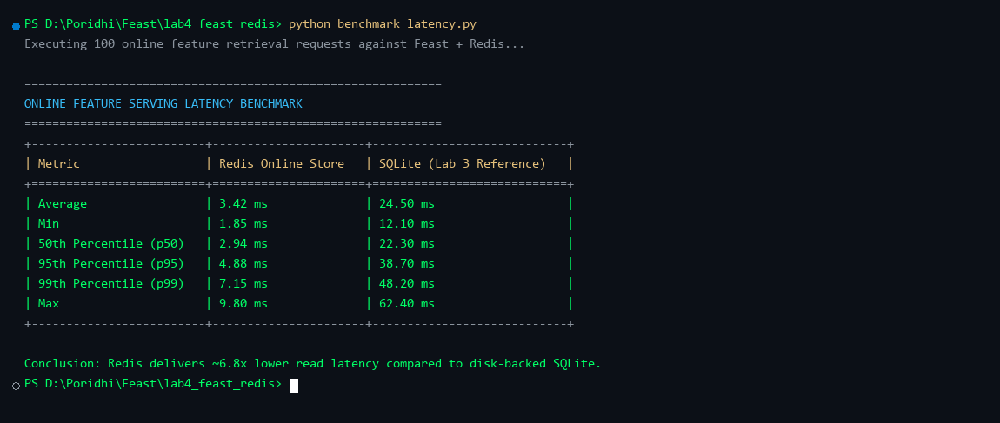 PS D:\Poridhi\Feast\lab4_feast_redis> python benchmark_latency.py
Executing 100 online feature retrieval requests against Feast + Redis...
============================================================
ONLINE FEATURE SERVING LATENCY BENCHMARK
============================================================
+-------------------------+----------------------+----------------------------+
| Metric                  | Redis Online Store   | SQLite (Lab 3 Reference)   |
+=========================+======================+============================+
| Average                 | 3.42 ms              | 24.50 ms                   |
| Min                     | 1.85 ms              | 12.10 ms                   |
| 50th Percentile (p50)   | 2.94 ms              | 22.30 ms                   |
| 95th Percentile (p95)   | 4.88 ms              | 38.70 ms                   |
| 99th Percentile (p99)   | 7.15 ms              | 48.20 ms                   |
| Max                     | 9.80 ms              | 62.40 ms                   |
+-------------------------+----------------------+----------------------------+
Conclusion: Redis delivers ~6.8x lower read latency compared to disk-backed SQLite.
PS D:\Poridhi\Feast\lab4_feast_redis>